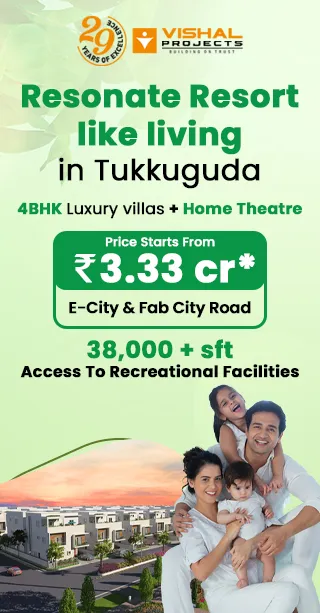 29
YEARS OF EXCELLENCE
VISHAL
PROJECTS
BUILDING ON TRUST
Resonate Resort
like living
in Tukkuguda
4BHK Luxury villas + Home Theatre
Price Starts From
₹3.33 cr*
E-City & Fab City Road
38,000 + sft
Access To Recreational Facilities